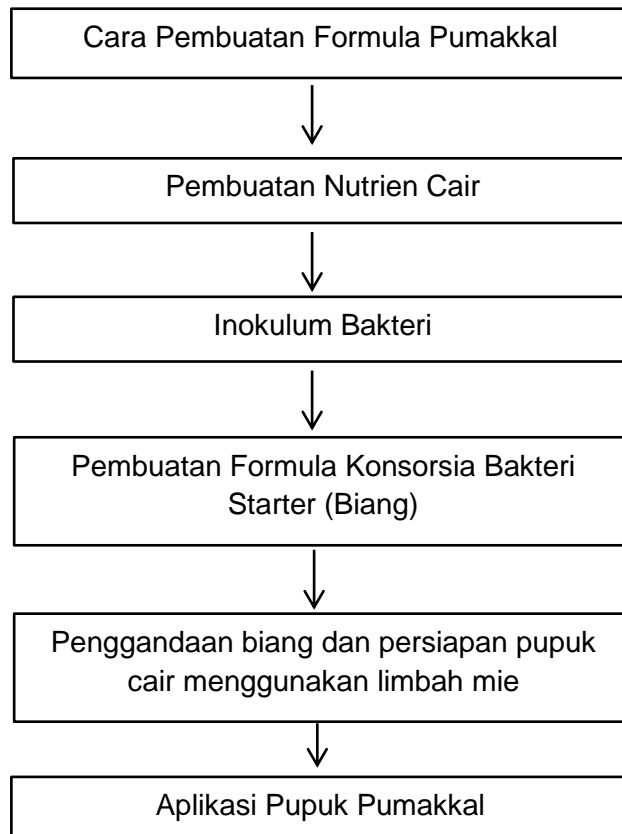 Cara Pembuatan Formula Pumakkal
Pembuatan Nutrien Cair
Inokulum Bakteri
Pembuatan Formula Konsorsia Bakteri
Starter (Biang)
Penggandaan biang dan persiapan pupuk
cair menggunakan limbah mie
Aplikasi Pupuk Pumakkal